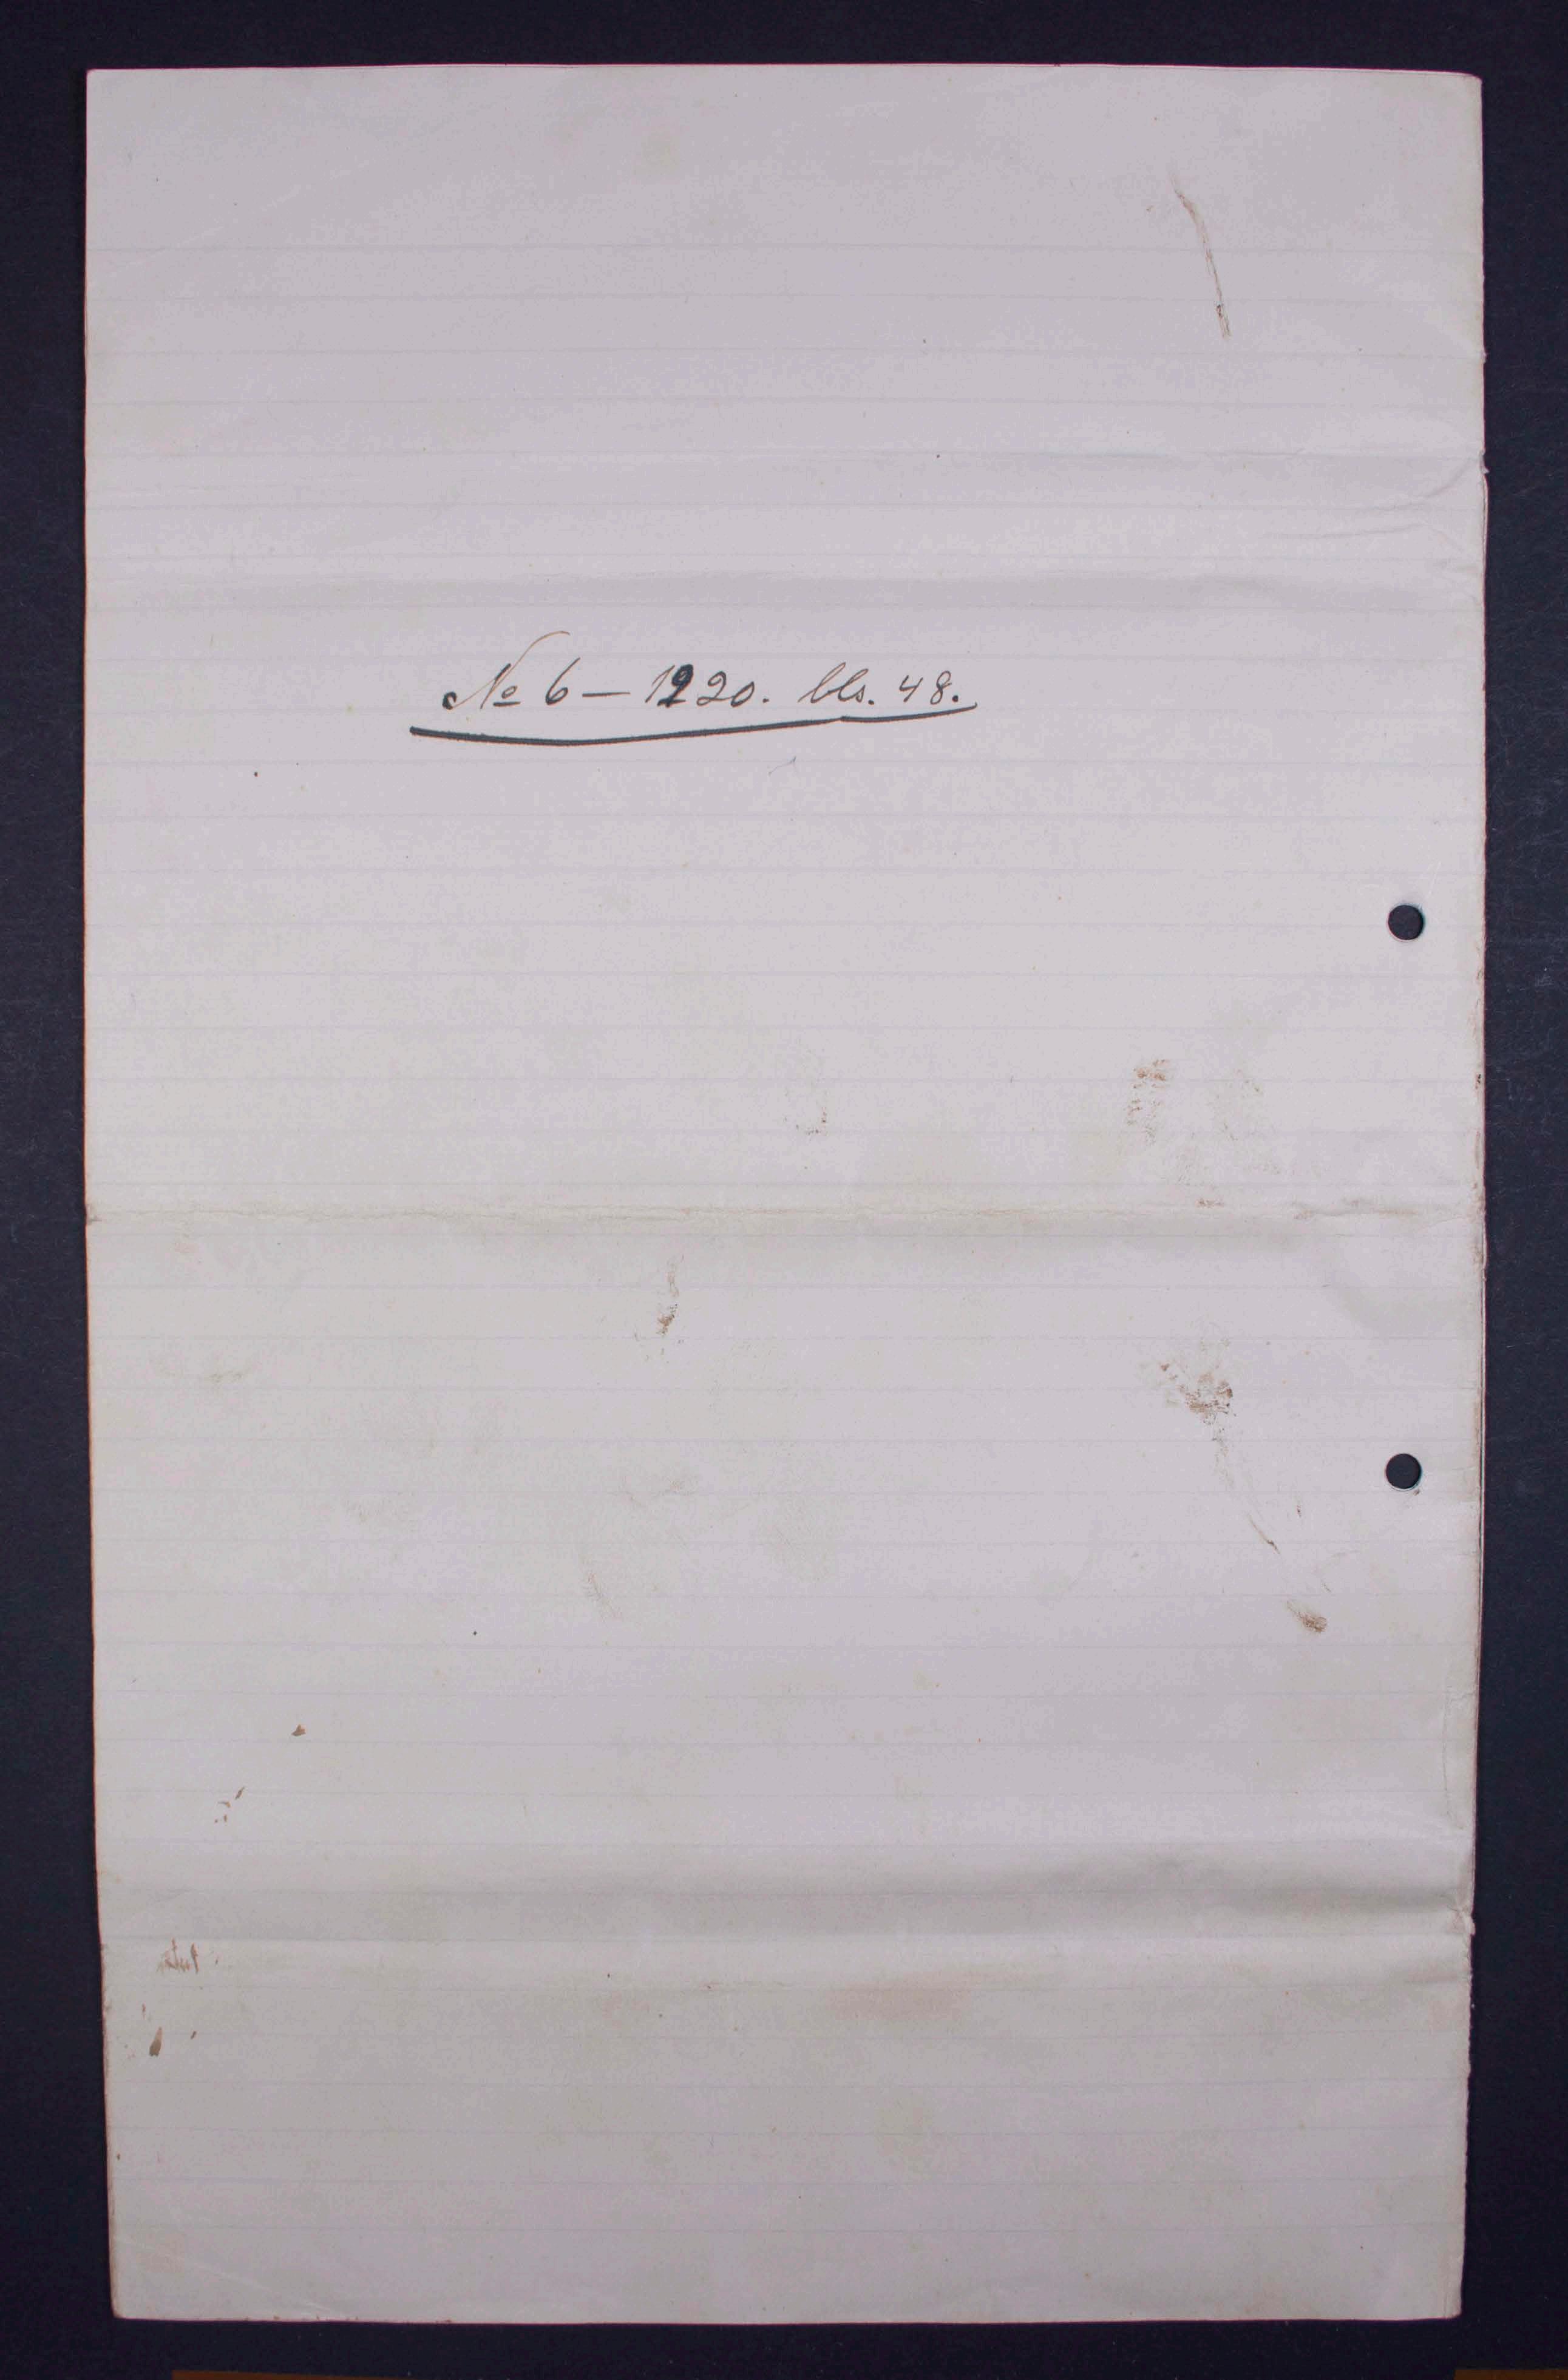 № 6 – 1920. bls. 48.